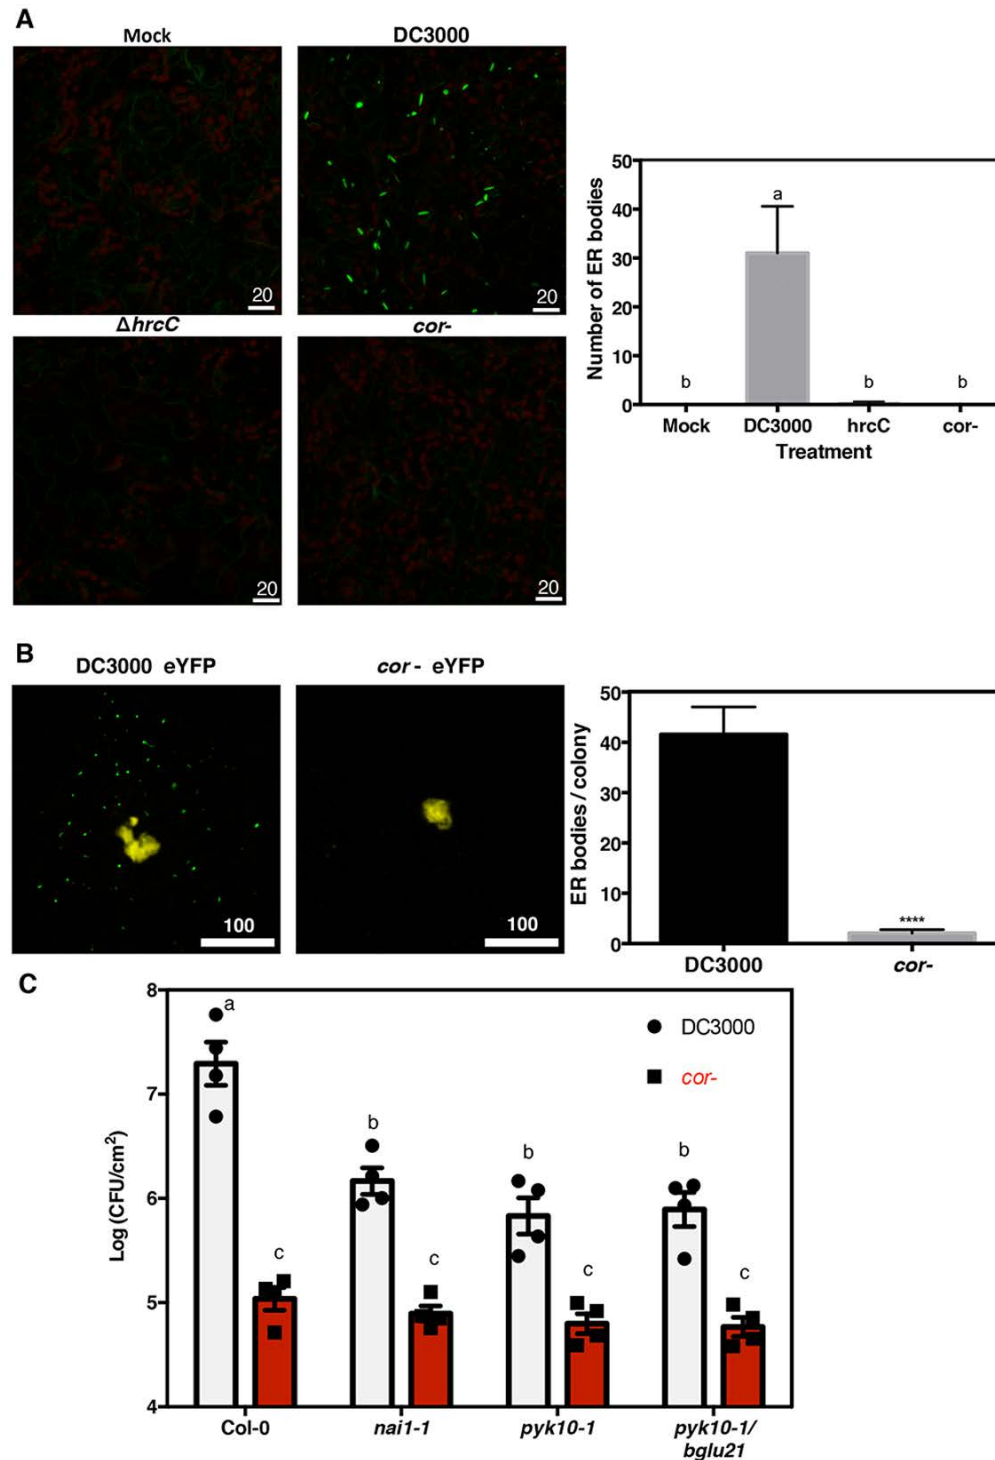 A
Mock
DC3000
20
20
ΔhrcC
cor-
20
20
50
40
30
20
10
0
Number of ER bodies
a
b
b
b
Mock DC3000 hrcC cor-
Treatment
B
DC3000 eYFP
cor - eYFP
100
100
50
40
30
20
10
0
ER bodies / colony
****
DC3000 cor-
C
8
7
6
5
4
Log (CFU/cm²)
a
b
b
b
c
c
c
c
DC3000
cor-
Col-0 nai1-1 pyk10-1 pyk10-1/
bglu21